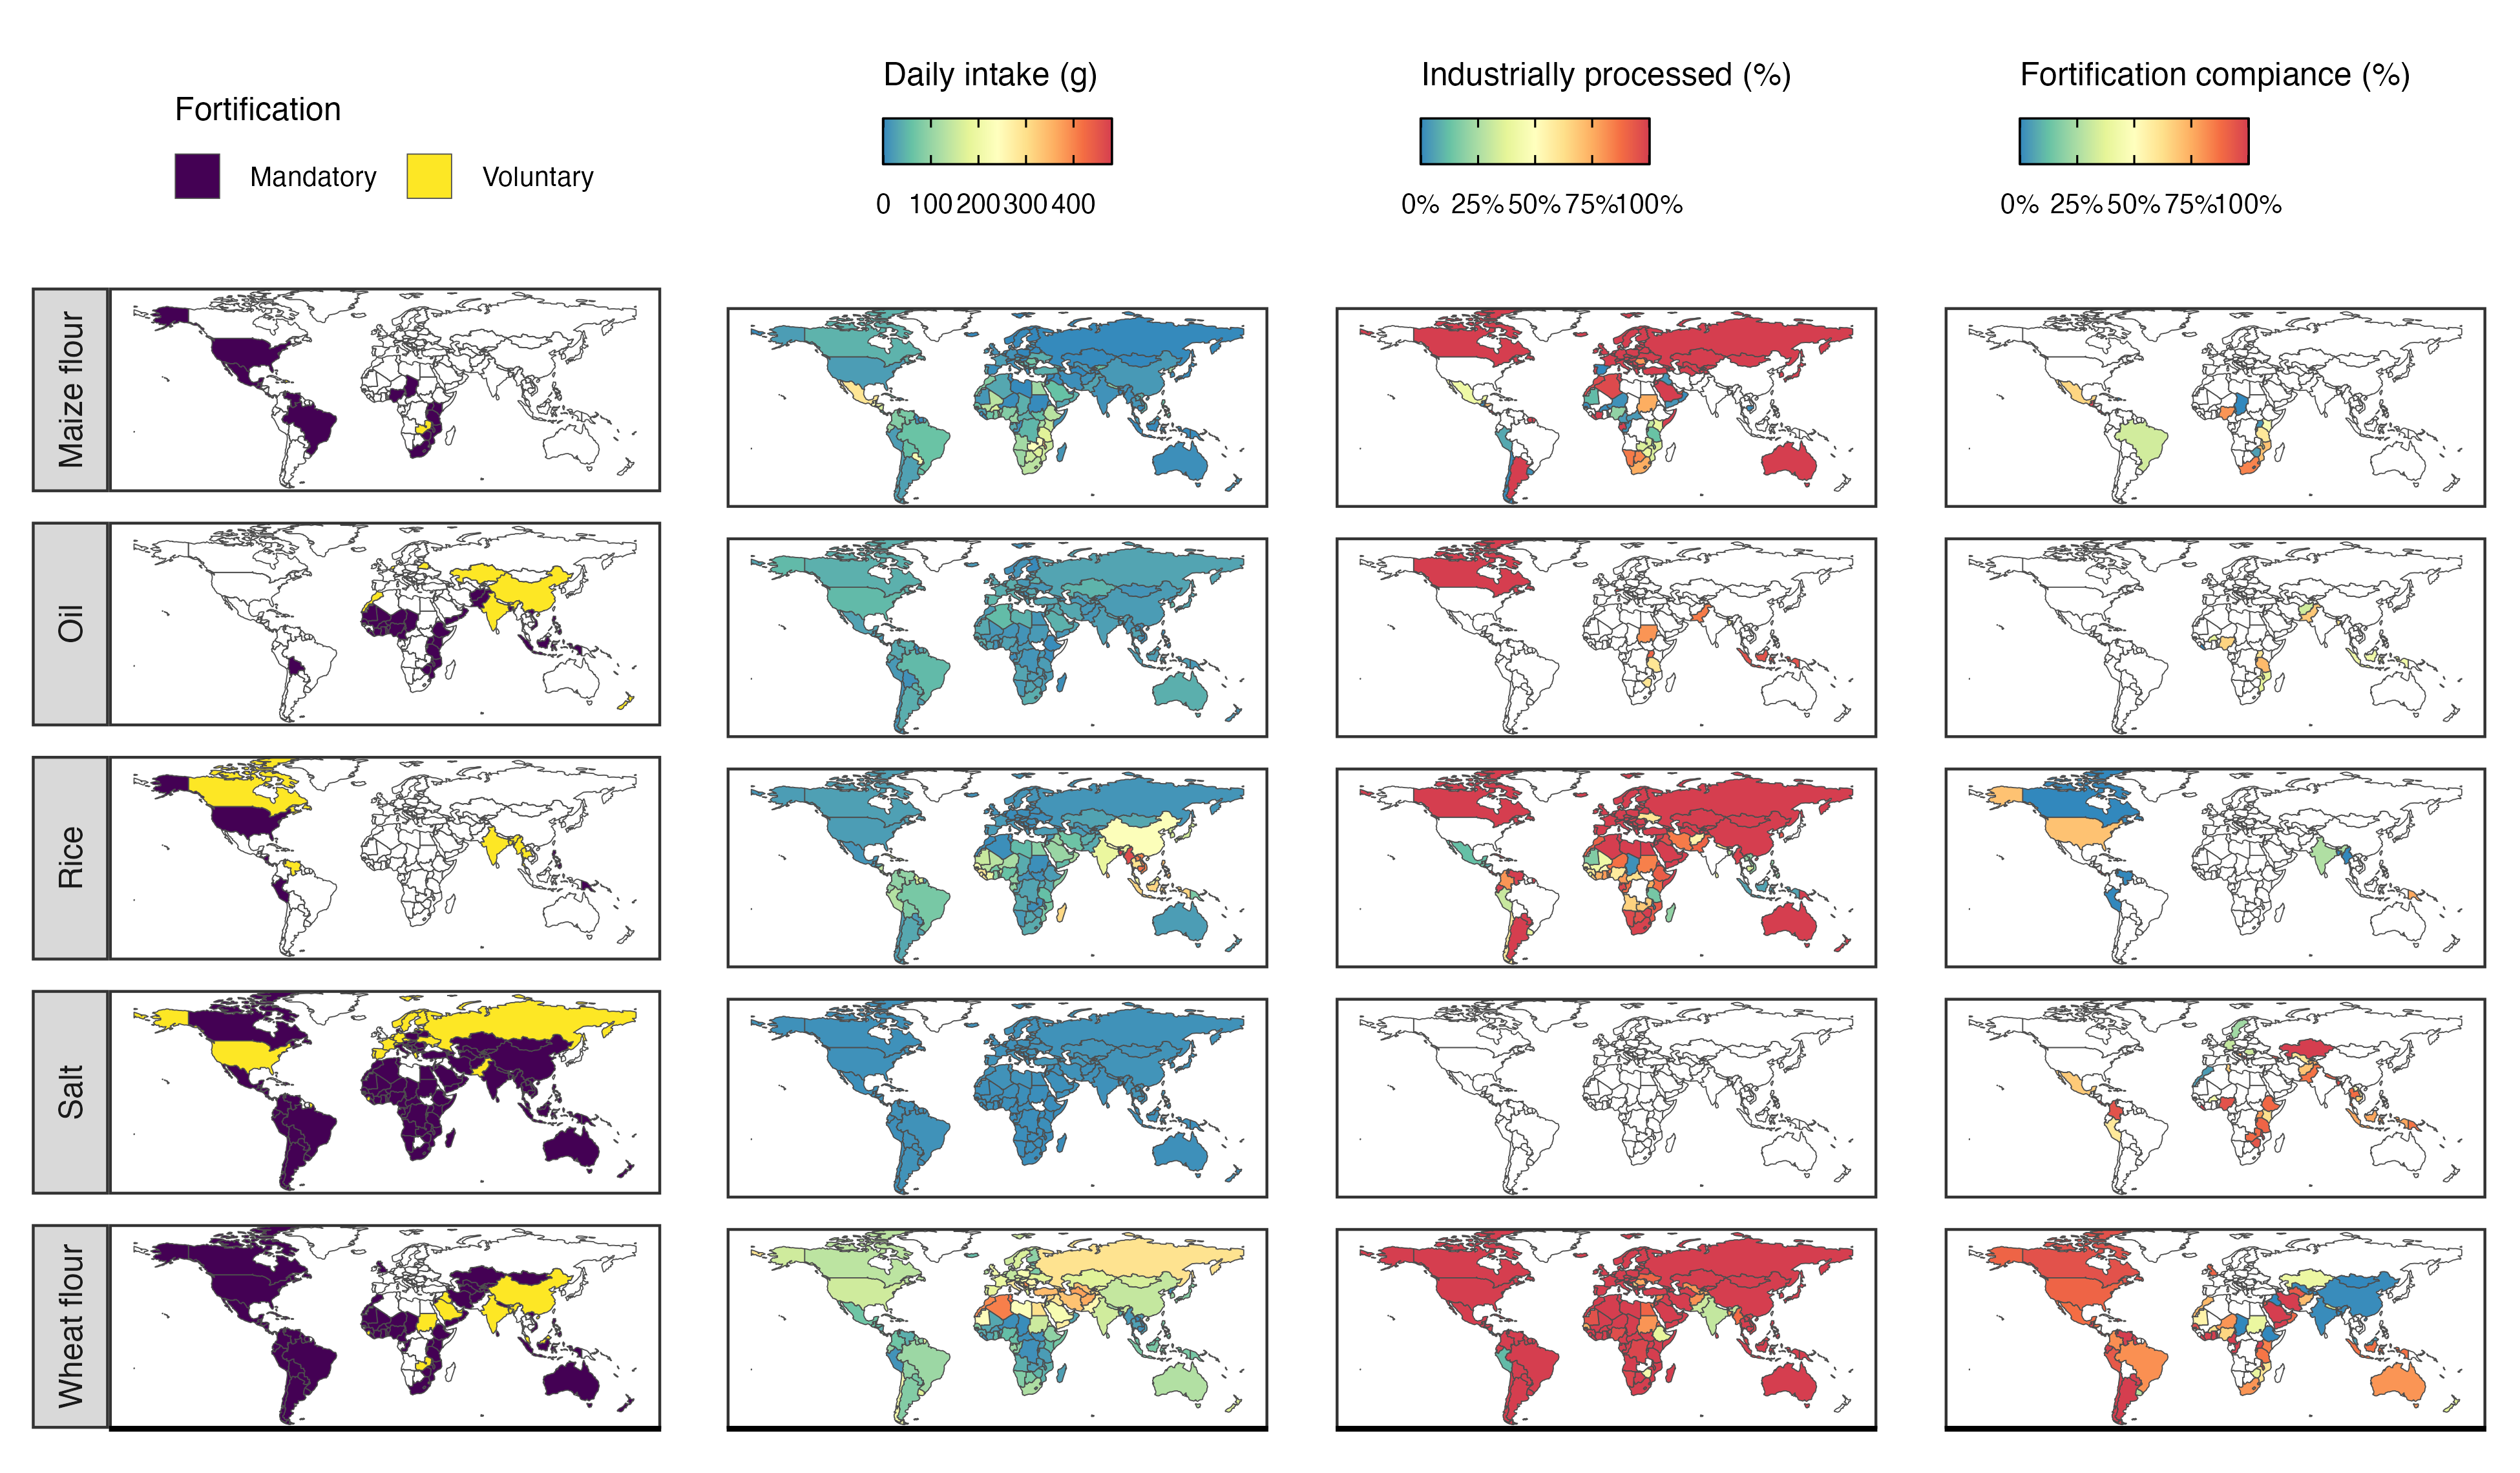 Fortification
Mandatory
Voluntary
Daily intake (g)
0 100 200 300 400
Industrially processed (%)
0% 25% 50% 75% 100%
Fortification compiance (%)
0% 25% 50% 75% 100%
Maize flour
Oil
Rice
Salt
Wheat flour